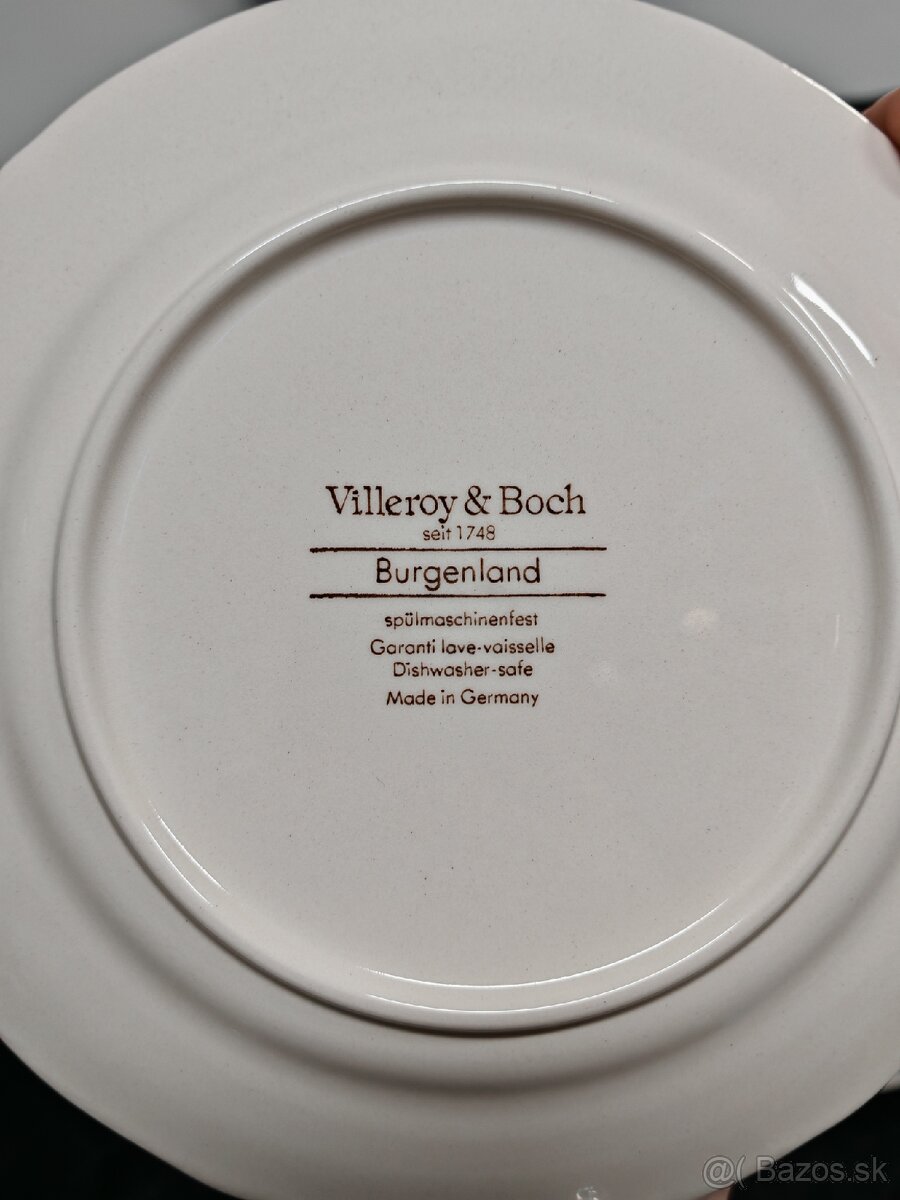 Villeroy & Boch
seit 1748
Burgenland
spülmaschinenfest
Garanti lave-vaisselle
Dishwasher-safe
Made in Germany
@( Bazos.sk